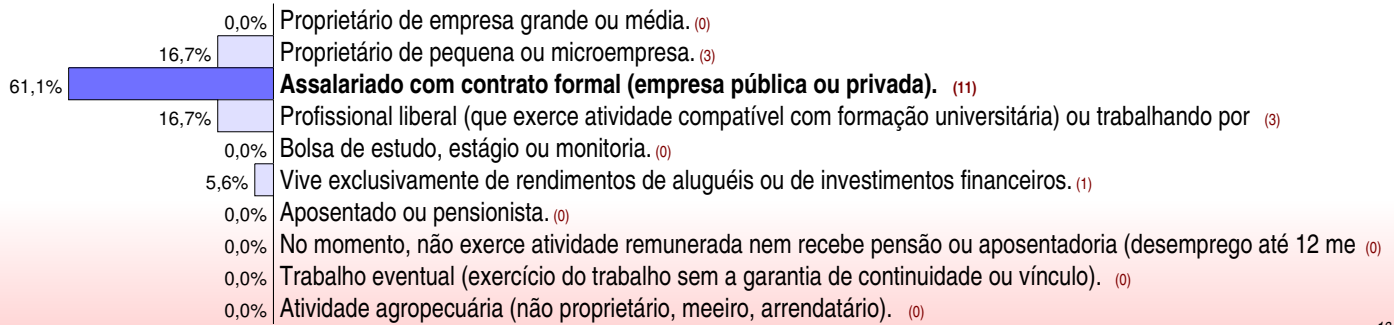 0,0% Proprietário de empresa grande ou média. (0)
16,7% Proprietário de pequena ou microempresa. (3)
61,1% Assalariado com contrato formal (empresa pública ou privada). (11)
16,7% Profissional liberal (que exerce atividade compatível com formação universitária) ou trabalhando por (3)
0,0% Bolsa de estudo, estágio ou monitoria. (0)
5,6% Vive exclusivamente de rendimentos de aluguéis ou de investimentos financeiros. (1)
0,0% Aposentado ou pensionista. (0)
0,0% No momento, não exerce atividade remunerada nem recebe pensão ou aposentadoria (desemprego até 12 me (0)
0,0% Trabalho eventual (exercício do trabalho sem a garantia de continuidade ou vínculo). (0)
0,0% Atividade agropecuária (não proprietário, meeiro, arrendatário). (0)